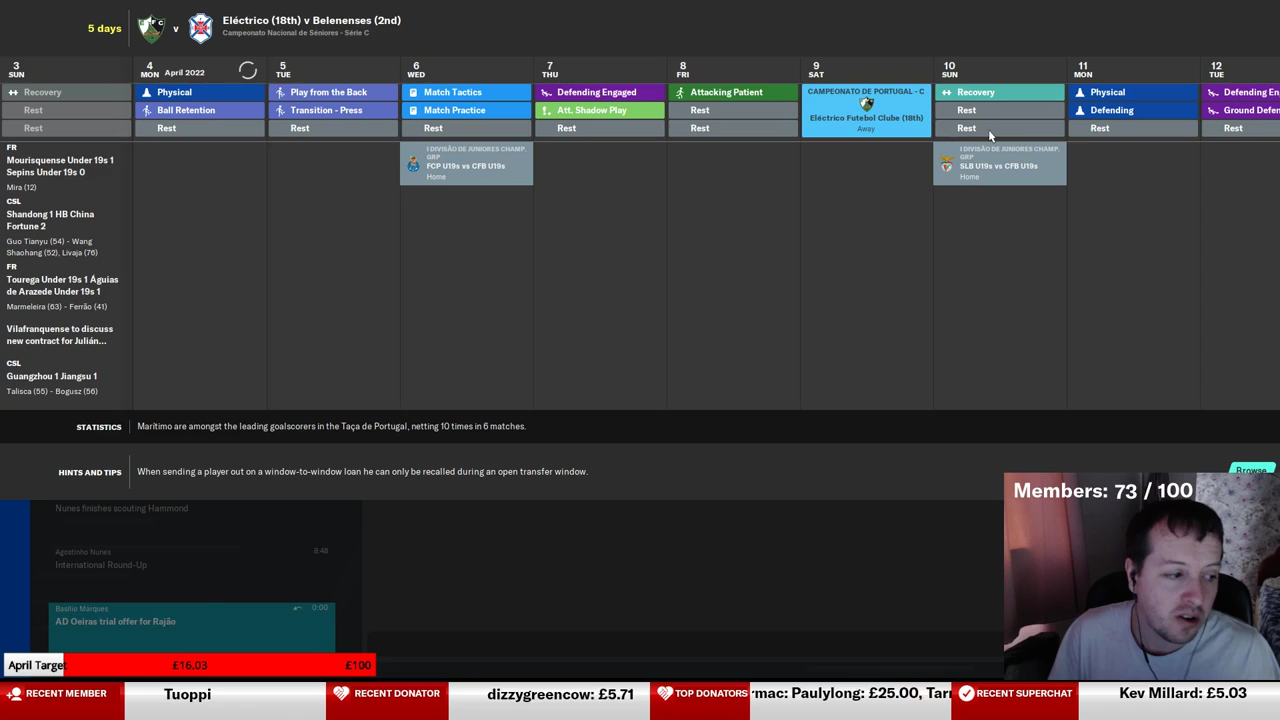 5 days
v
Eléctrico (18th) v Belenenses (2nd)
Campeonato Nacional de Séniores - Série C
3
SUN
4
MON April 2022
5
TUE
6
WED
7
THU
8
FRI
9
SAT
10
SUN
11
MON
12
TUE
Recovery
Physical
Play from the Back
Match Tactics
Defending Engaged
Attacking Patient
CAMPEONATO DE PORTUGAL - C
Recovery
Physical
Defending En
Rest
Ball Retention
Transition - Press
Match Practice
Att. Shadow Play
Rest
Eléctrico Futebol Clube (18th)
Rest
Defending
Ground Defen
Rest
Rest
Rest
Rest
Rest
Rest
Away
Rest
Rest
Rest
FR
Mourisquense Under 19s 1
Sepins Under 19s 0
Mira (12)
I DIVISÃO DE JUNIORES CHAMP.
GRP
FCP U19s vs CFB U19s
Home
I DIVISÃO DE JUNIORES CHAMP.
GRP
SLB U19s vs CFB U19s
Home
CSL
Shandong 1 HB China
Fortune 2
Guo Tianyu (54) - Wang
Shaohang (52), Livaja (76)
FR
Tourega Under 19s 1 Águias
de Arazede Under 19s 1
Marmeleira (63) - Ferrão (41)
Vilafranquense to discuss
new contract for Julián...
CSL
Guangzhou 1 Jiangsu 1
Talisca (55) - Bogusz (56)
STATISTICS
Marítimo are amongst the leading goalscorers in the Taça de Portugal, netting 10 times in 6 matches.
HINTS AND TIPS
When sending a player out on a window-to-window loan he can only be recalled during an open transfer window.
Browse
Members: 73 / 100
Nunes finishes scouting Hammond
Agostinho Nunes
8:48
International Round-Up
Basílio Marques
0:00
AD Oeiras trial offer for Rajão
April Target
£16.03
£100
RECENT MEMBER
Tuoppi
RECENT DONATOR
dizzygreencow: £5.71
TOP DONATORS
mac: Paulylong: £25.00, Tarr
RECENT SUPERCHAT
Kev Millard: £5.03